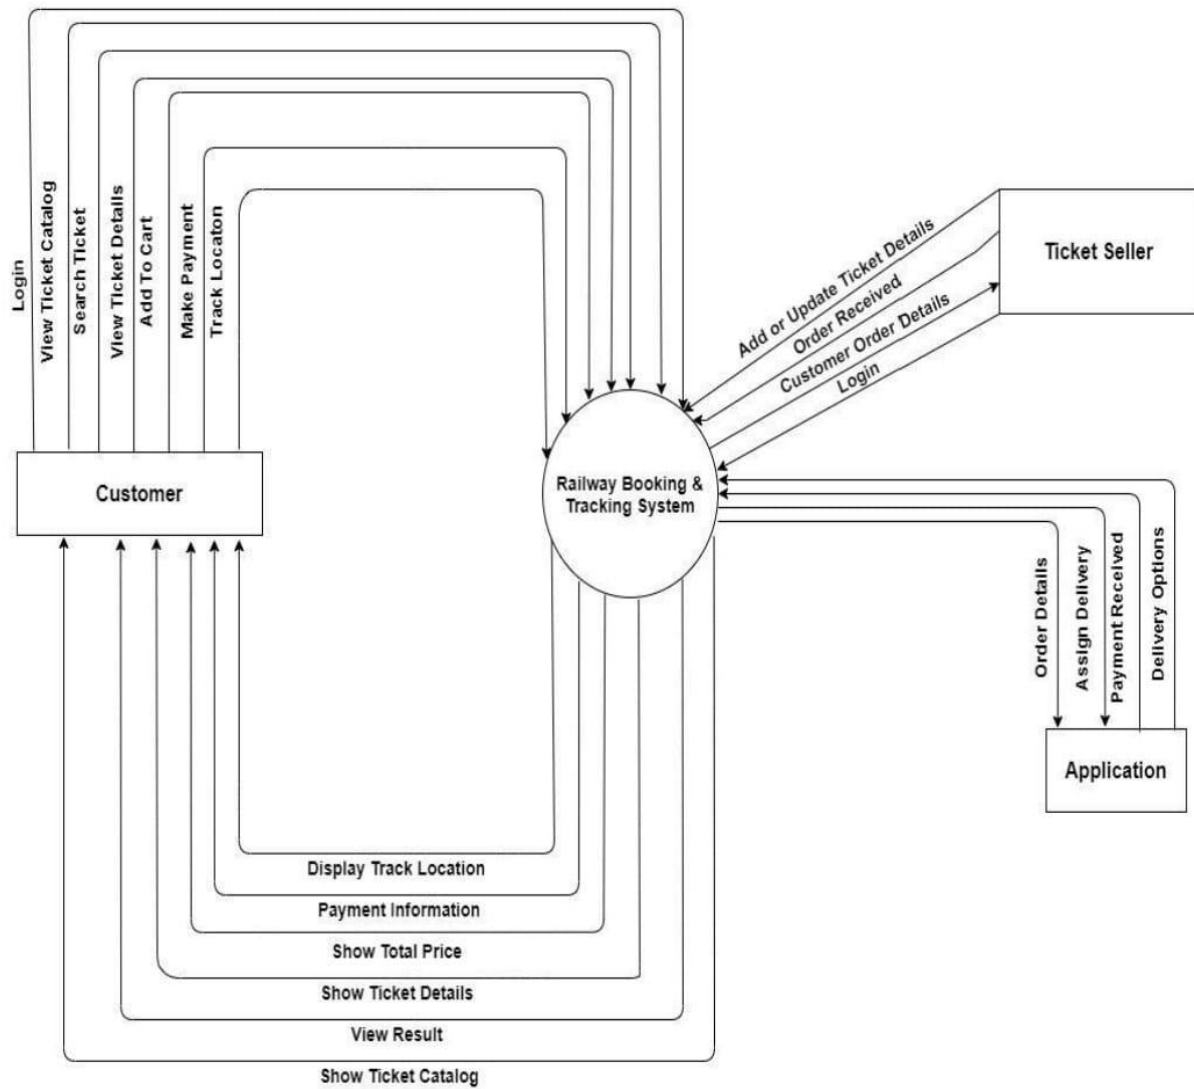 Login
View Ticket Catalog
Search Ticket
View Ticket Details
Add To Cart
Make Payment
Track Locaton
Add or Update Ticket Details
Order Received
Customer Order Details
Login
Ticket Seller
Customer
Railway Booking &
Tracking System
Order Details
Assign Delivery
Payment Received
Delivery Options
Application
Display Track Location
Payment Information
Show Total Price
Show Ticket Details
View Result
Show Ticket Catalog